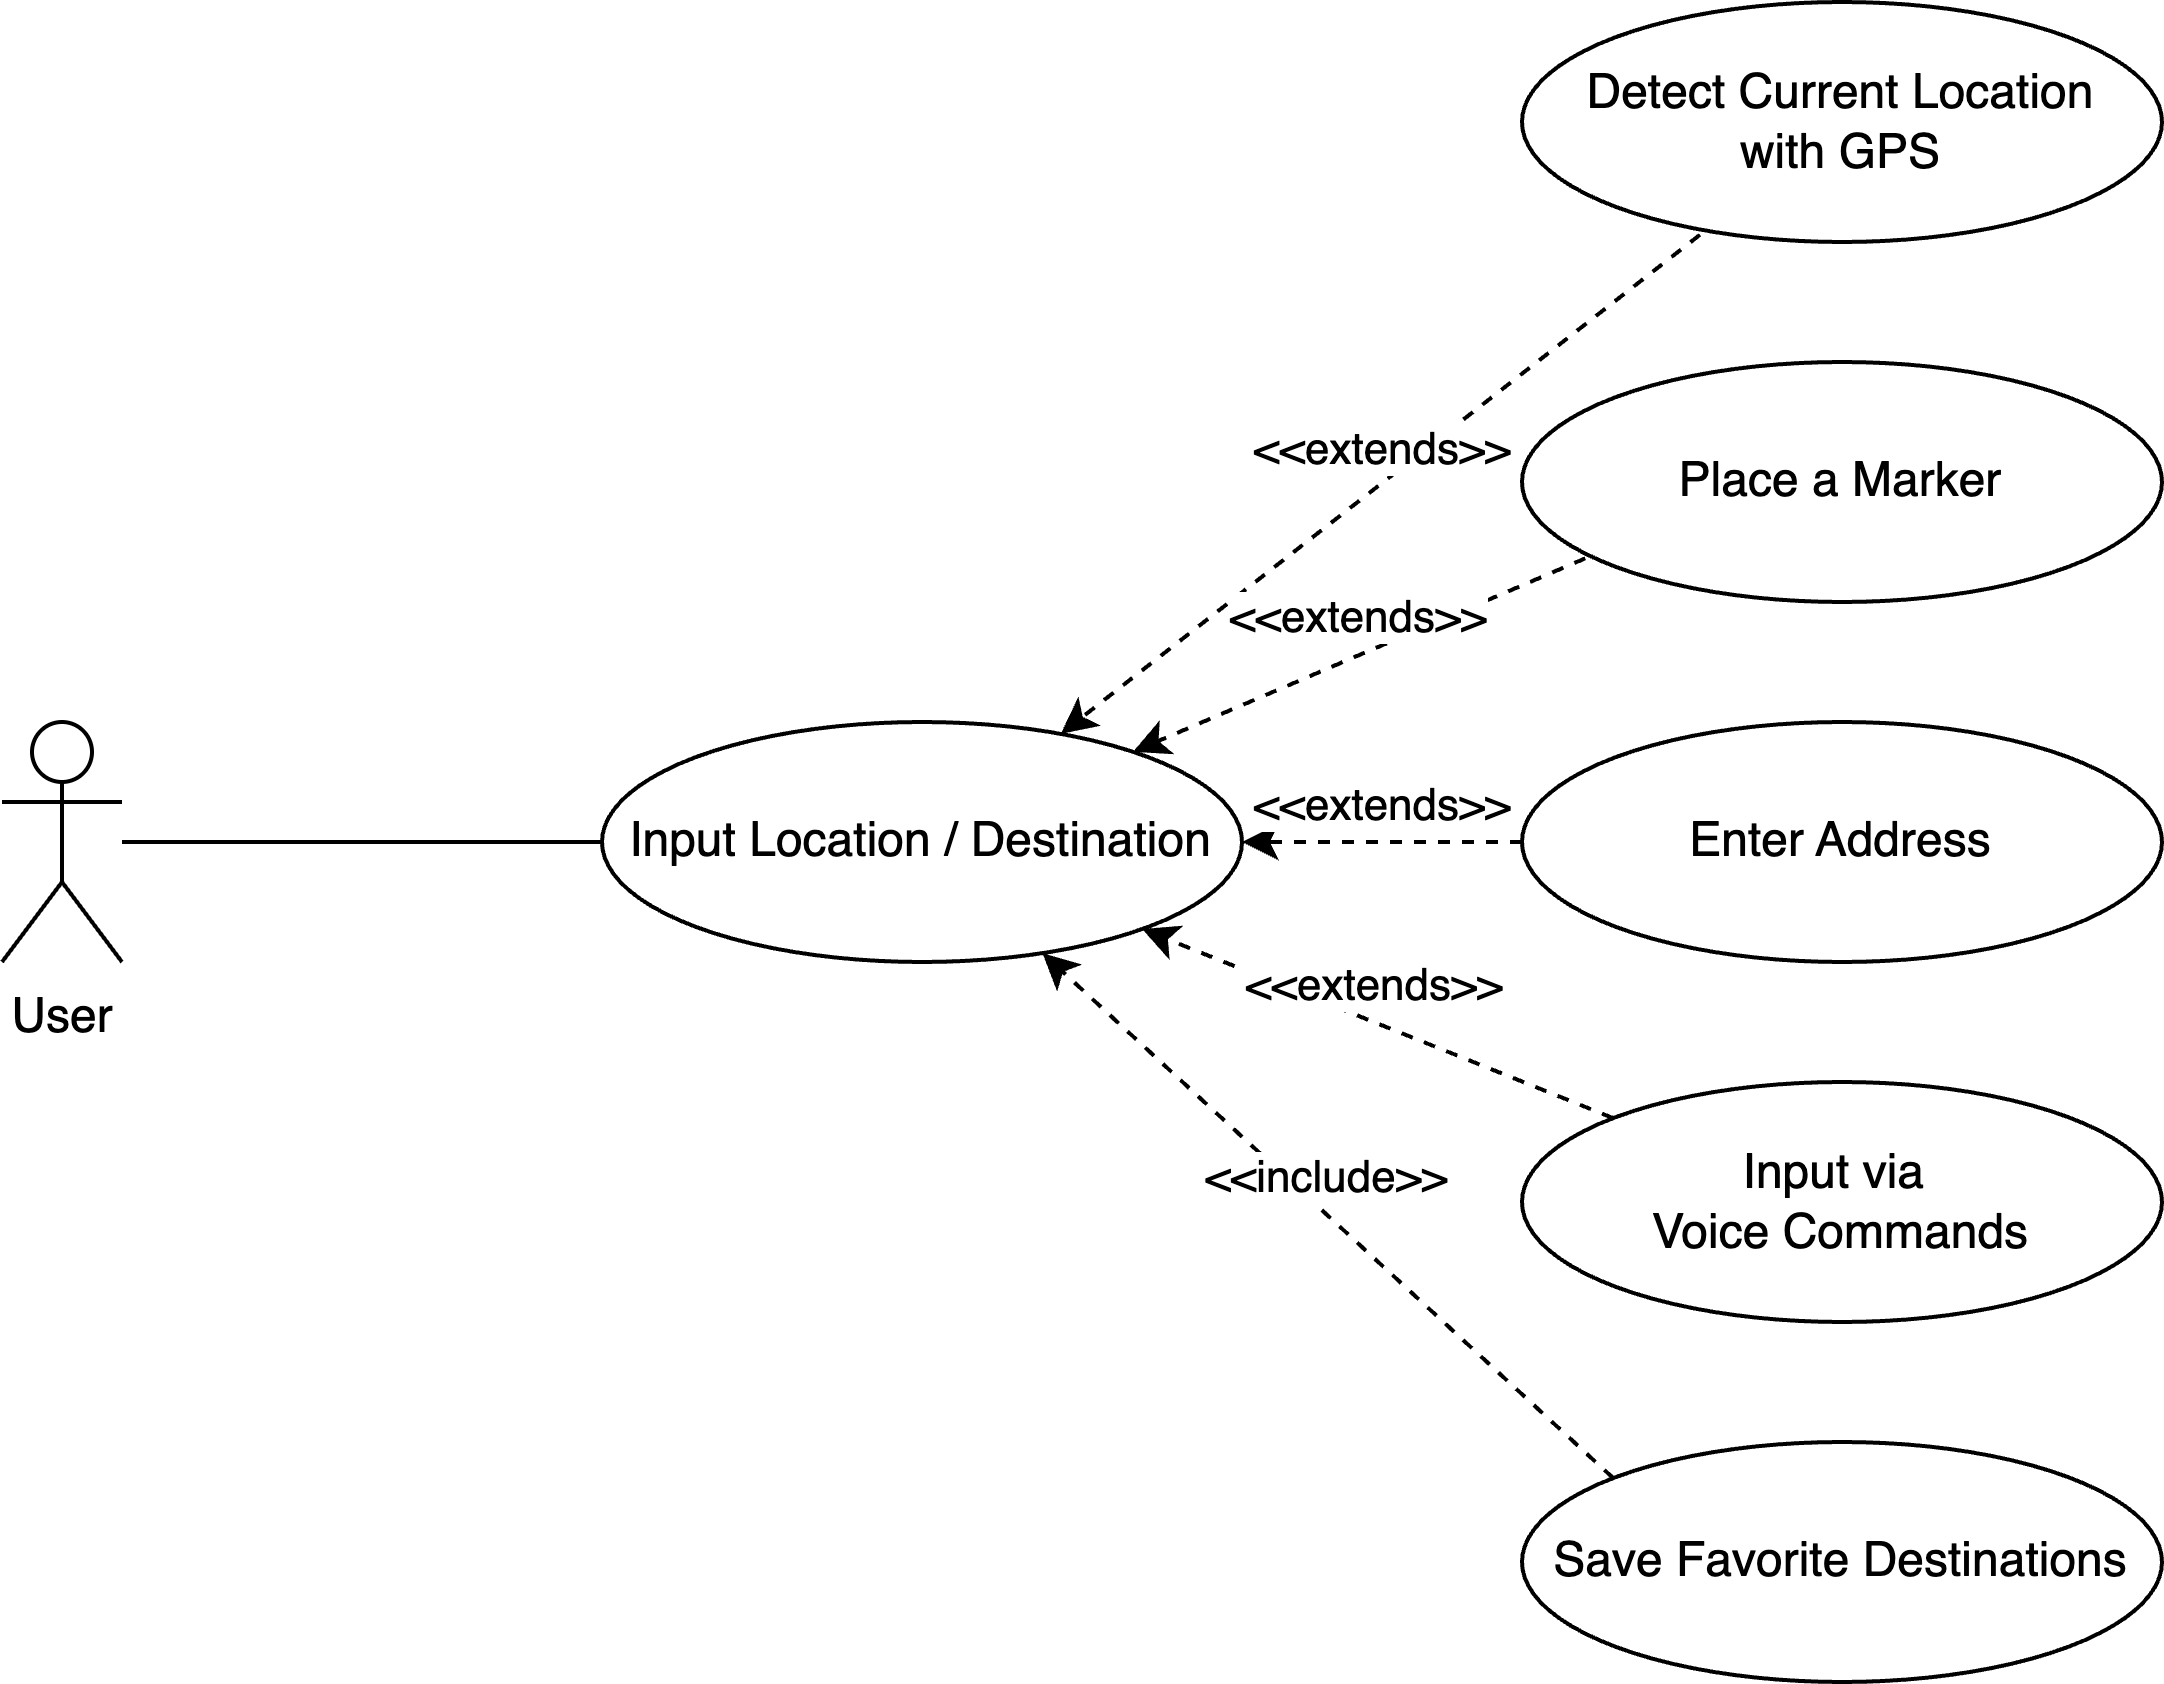 Detect Current Location
with GPS
<<extends>>
Place a Marker
<<extends>>
<<extends>>
Input Location / Destination
Enter Address
<<extends>>
User
<<include>>
Input via
Voice Commands
Save Favorite Destinations